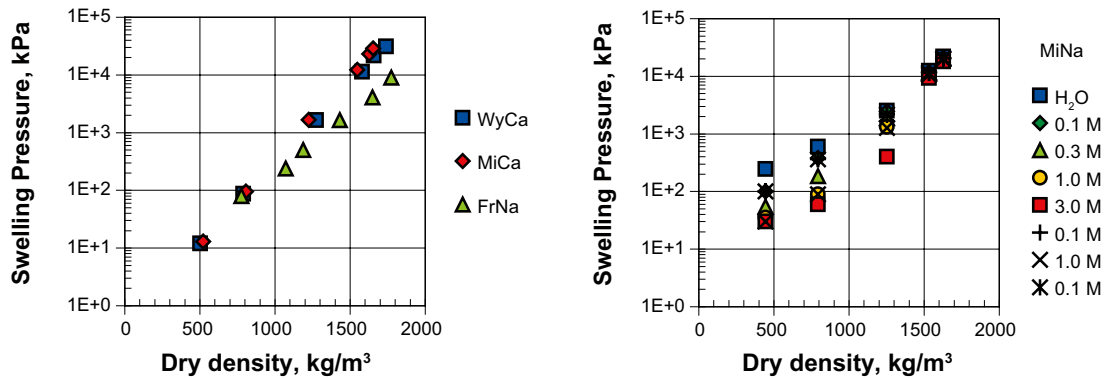 Swelling Pressure, kPa
1E+5
1E+4
1E+3
1E+2
1E+1
1E+0
0
500
1000
1500
2000
Dry density, kg/m³
WyCa
MiCa
FrNa
Swelling Pressure, kPa
1E+5
1E+4
1E+3
1E+2
1E+1
1E+0
0
500
1000
1500
2000
Dry density, kg/m³
MiNa
H₂O
0.1 M
0.3 M
1.0 M
3.0 M
0.1 M
1.0 M
0.1 M